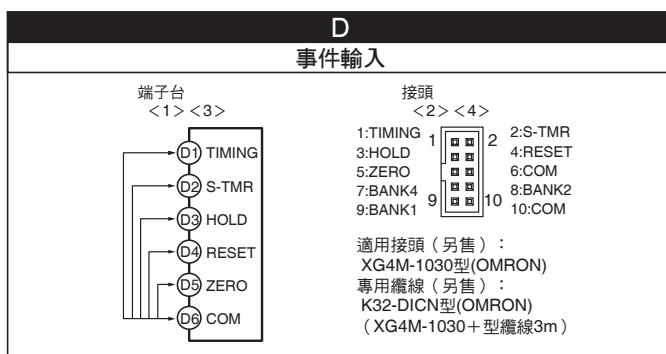 D
事件輸入
端子台
<1> <3>
D1 TIMING
D2 S-TMR
D3 HOLD
D4 RESET
D5 ZERO
D6 COM
接頭
<2> <4>
1:TIMING 1 2 2:S-TMR
3:HOLD 4:RESET
5:ZERO 6:COM
7:BANK4 8:BANK2
9:BANK1 9 10 10:COM
適用接頭（另售）：
XG4M-1030型(OMRON)
專用纜線（另售）：
K32-DICN型(OMRON)
（XG4M-1030＋型纜線3m）